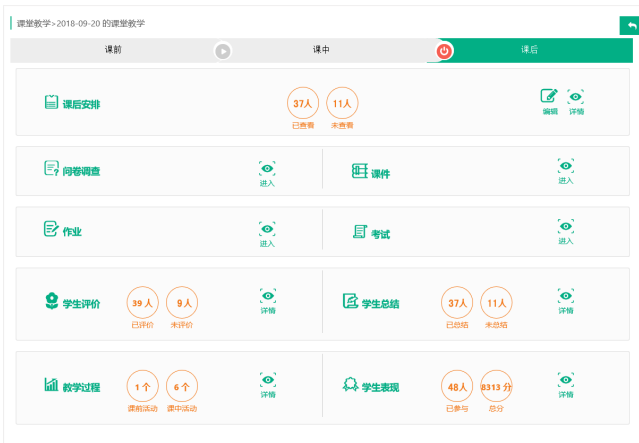 课堂教学>2018-09-20 的课堂教学
课前 课中 课后
课后安排 37人 11人
已查看 未查看 编辑 详情
问卷调查 进入 课件 进入
作业 进入 考试 进入
学生评价 39人 9人 详情 学生总结 37人 11人 详情
已评价 未评价 已总结 未总结
教学过程 1个 6个 详情 学生表现 48人 8313分 详情
课前活动 课中活动 已参与 总分